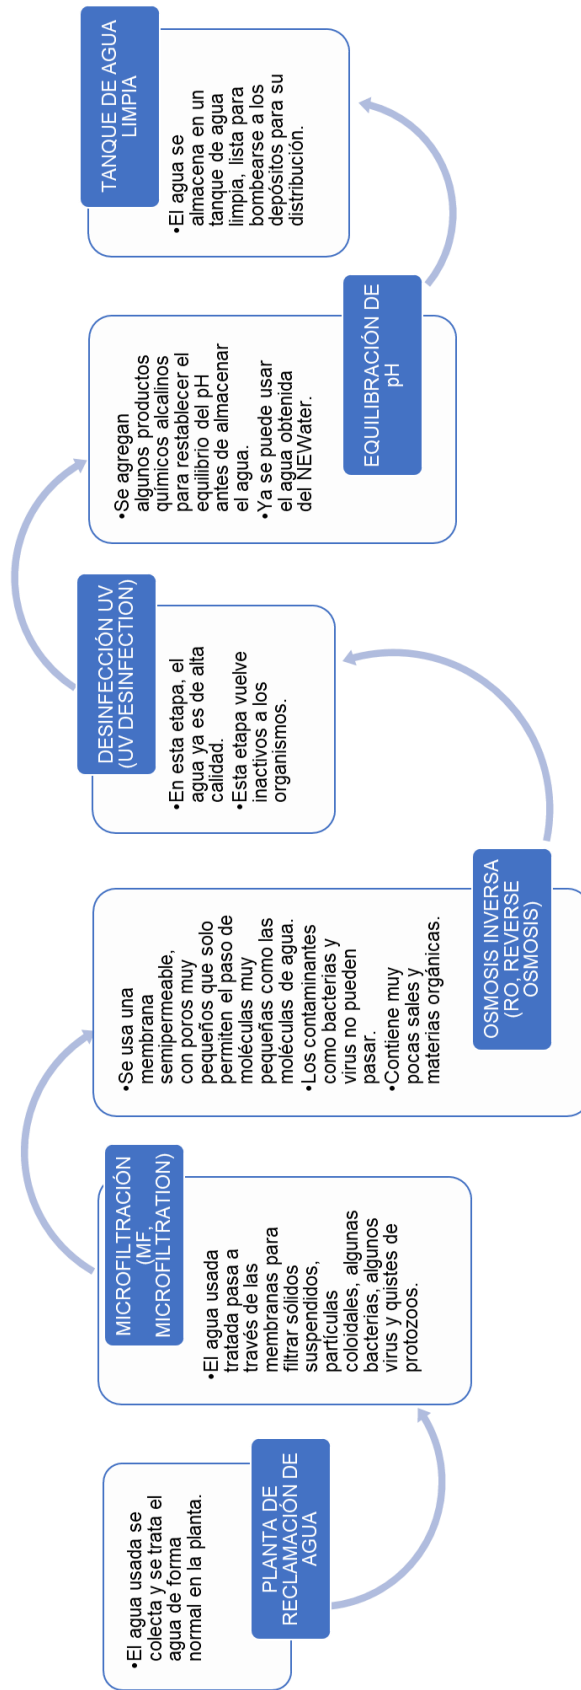 •El agua usada se
colecta y se trata el
agua de forma
normal en la planta.
PLANTA DE
RECLAMACIÓN DE
AGUA
MICROFILTRACIÓN
(MF,
MICROFILTRATION)
•El agua usada
tratada pasa a
través de las
membranas para
filtrar sólidos
suspendidos,
partículas
coloidales, algunas
bacterias, algunos
virus y quistes de
protozoos.
•Se usa una
membrana
semipermeable,
con poros muy
pequeños que solo
permiten el paso de
moléculas muy
pequeñas como las
moléculas de agua.
•Los contaminantes
como bacterias y
virus no pueden
pasar.
•Contiene muy
pocas sales y
materias orgánicas.
OSMOSIS INVERSA
(RO, REVERSE
OSMOSIS)
DESINFECCIÓN UV
(UV DESINFECTION)
•En esta etapa, el
agua ya es de alta
calidad.
•Esta etapa vuelve
inactivos a los
organismos.
•Se agregan
algunos productos
químicos alcalinos
para restablecer el
equilibrio del pH
antes de almacenar
el agua.
•Ya se puede usar
el agua obtenida
del NEWater.
EQUILIBRACIÓN DE
pH
TANQUE DE AGUA
LIMPIA
•El agua se
almacena en un
tanque de agua
limpia, lista para
bombearse a los
depósitos para su
distribución.